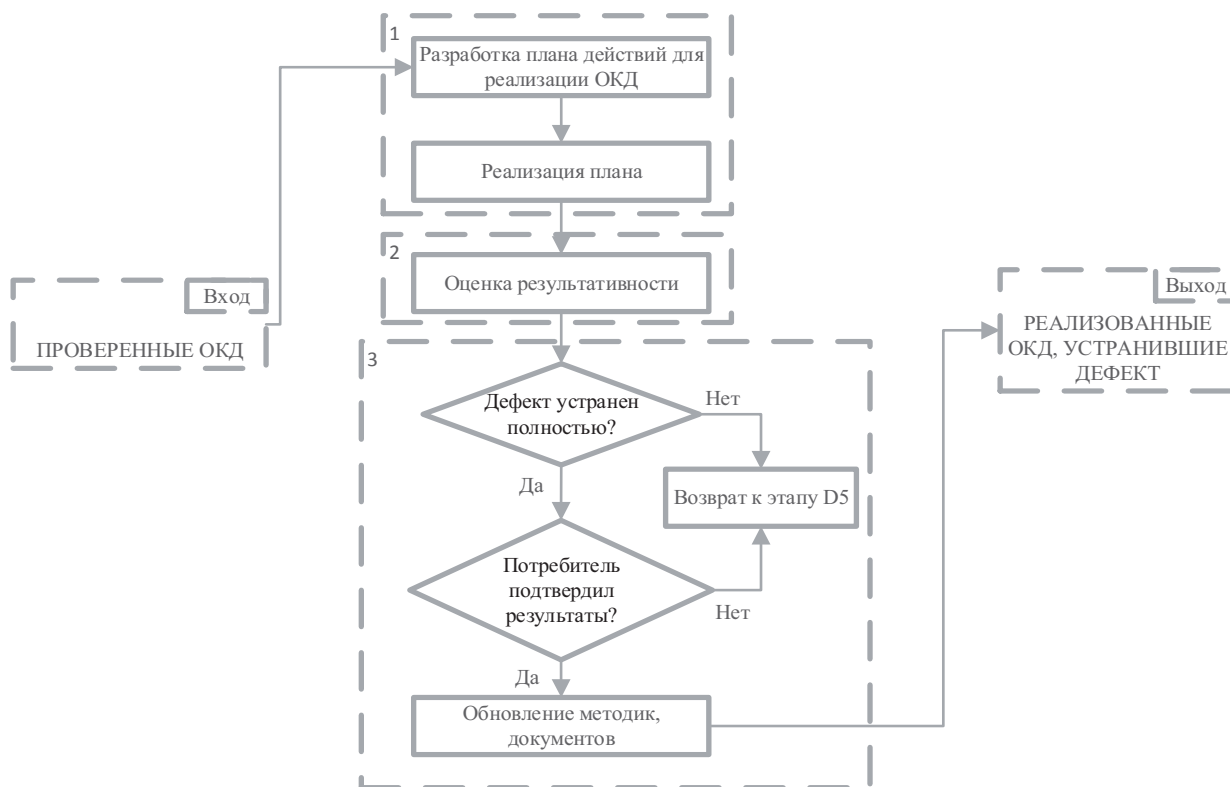 1
Разработка плана действий для
реализации ОКД
Реализация плана
2
Оценка результативности
Вход
ПРОВЕРЕННЫЕ ОКД
Выход
РЕАЛИЗОВАННЫЕ
ОКД, УСТРАНИВШИЕ
ДЕФЕКТ
3
Дефект устранен
полностью?
Нет
Да
Возврат к этапу D5
Потребитель
подтвердил
результаты?
Нет
Да
Обновление методик,
документов